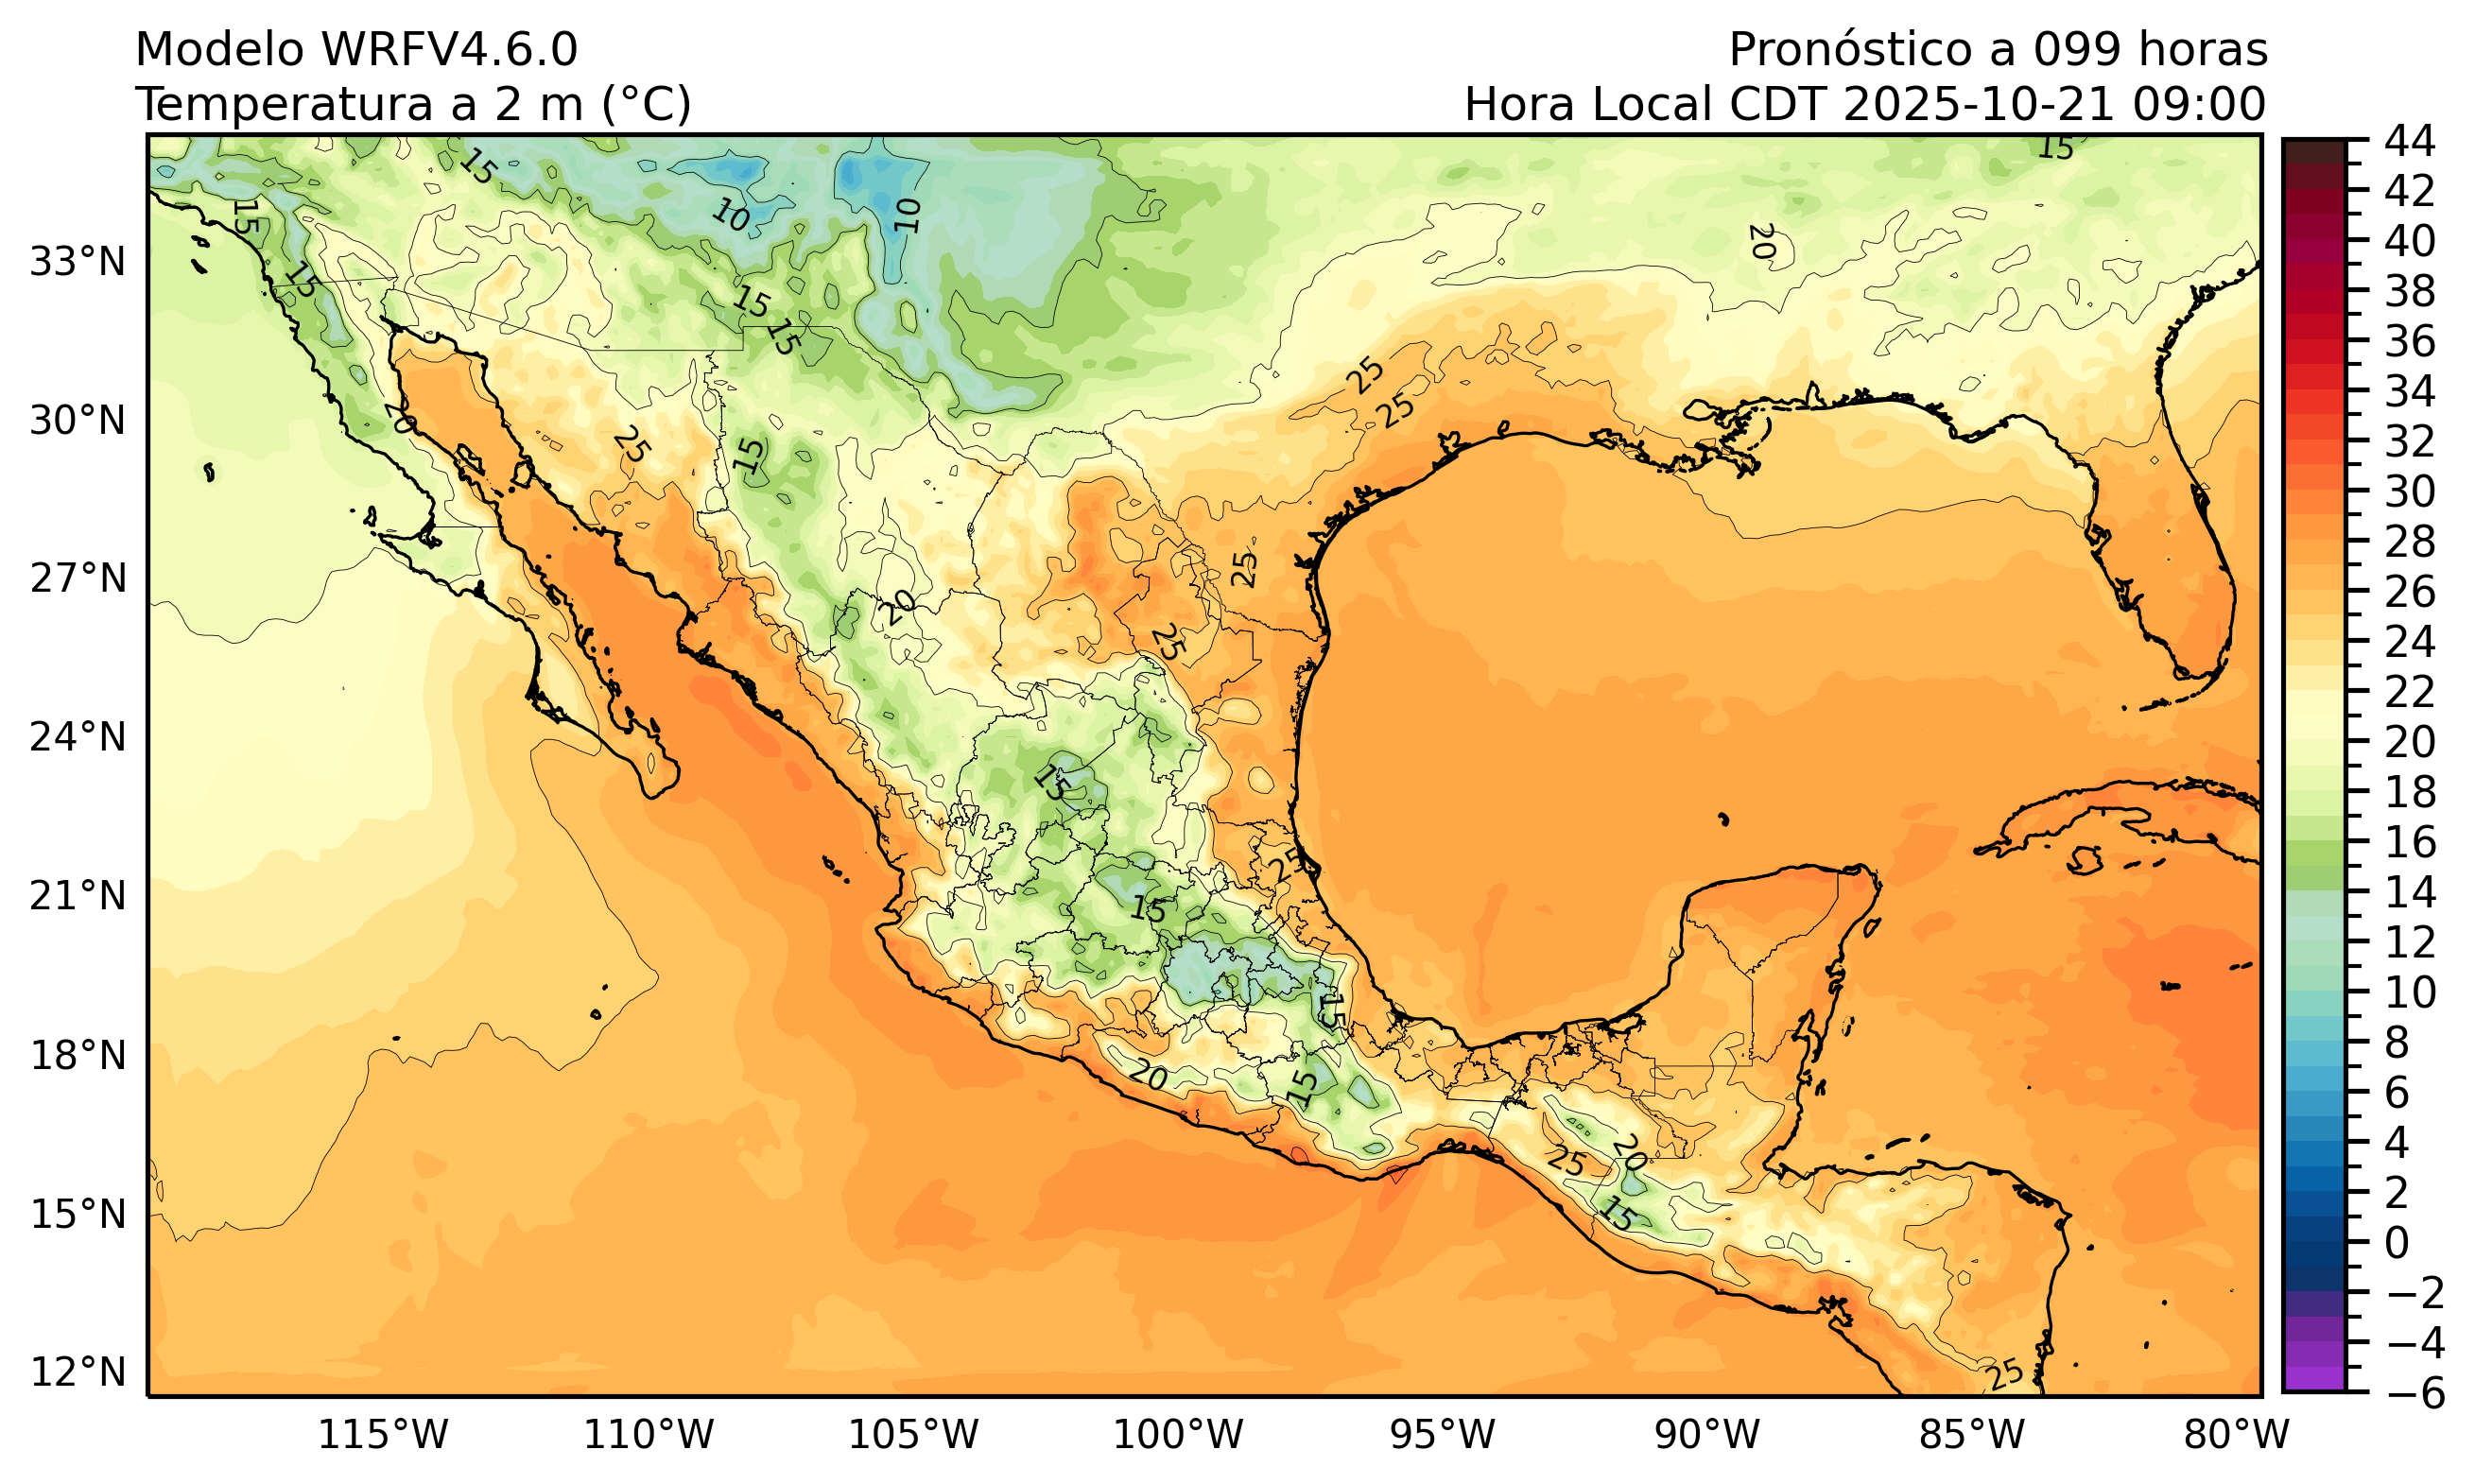 Modelo WRFV4.6.0
Temperatura a 2 m (°C)
Pronóstico a 099 horas
Hora Local CDT 2025-10-21 09:00
33°N
30°N
27°N
24°N
21°N
18°N
15°N
12°N
115°W
110°W
105°W
100°W
95°W
90°W
85°W
80°W
44
42
40
38
36
34
32
30
28
26
24
22
20
18
16
14
12
10
8
6
4
2
0
−2
−4
−6
15
15
15
10
10
15
15
20
15
25
25
20
25
15
25
20
25
15
25
15
15
20
15
20
25
15
25